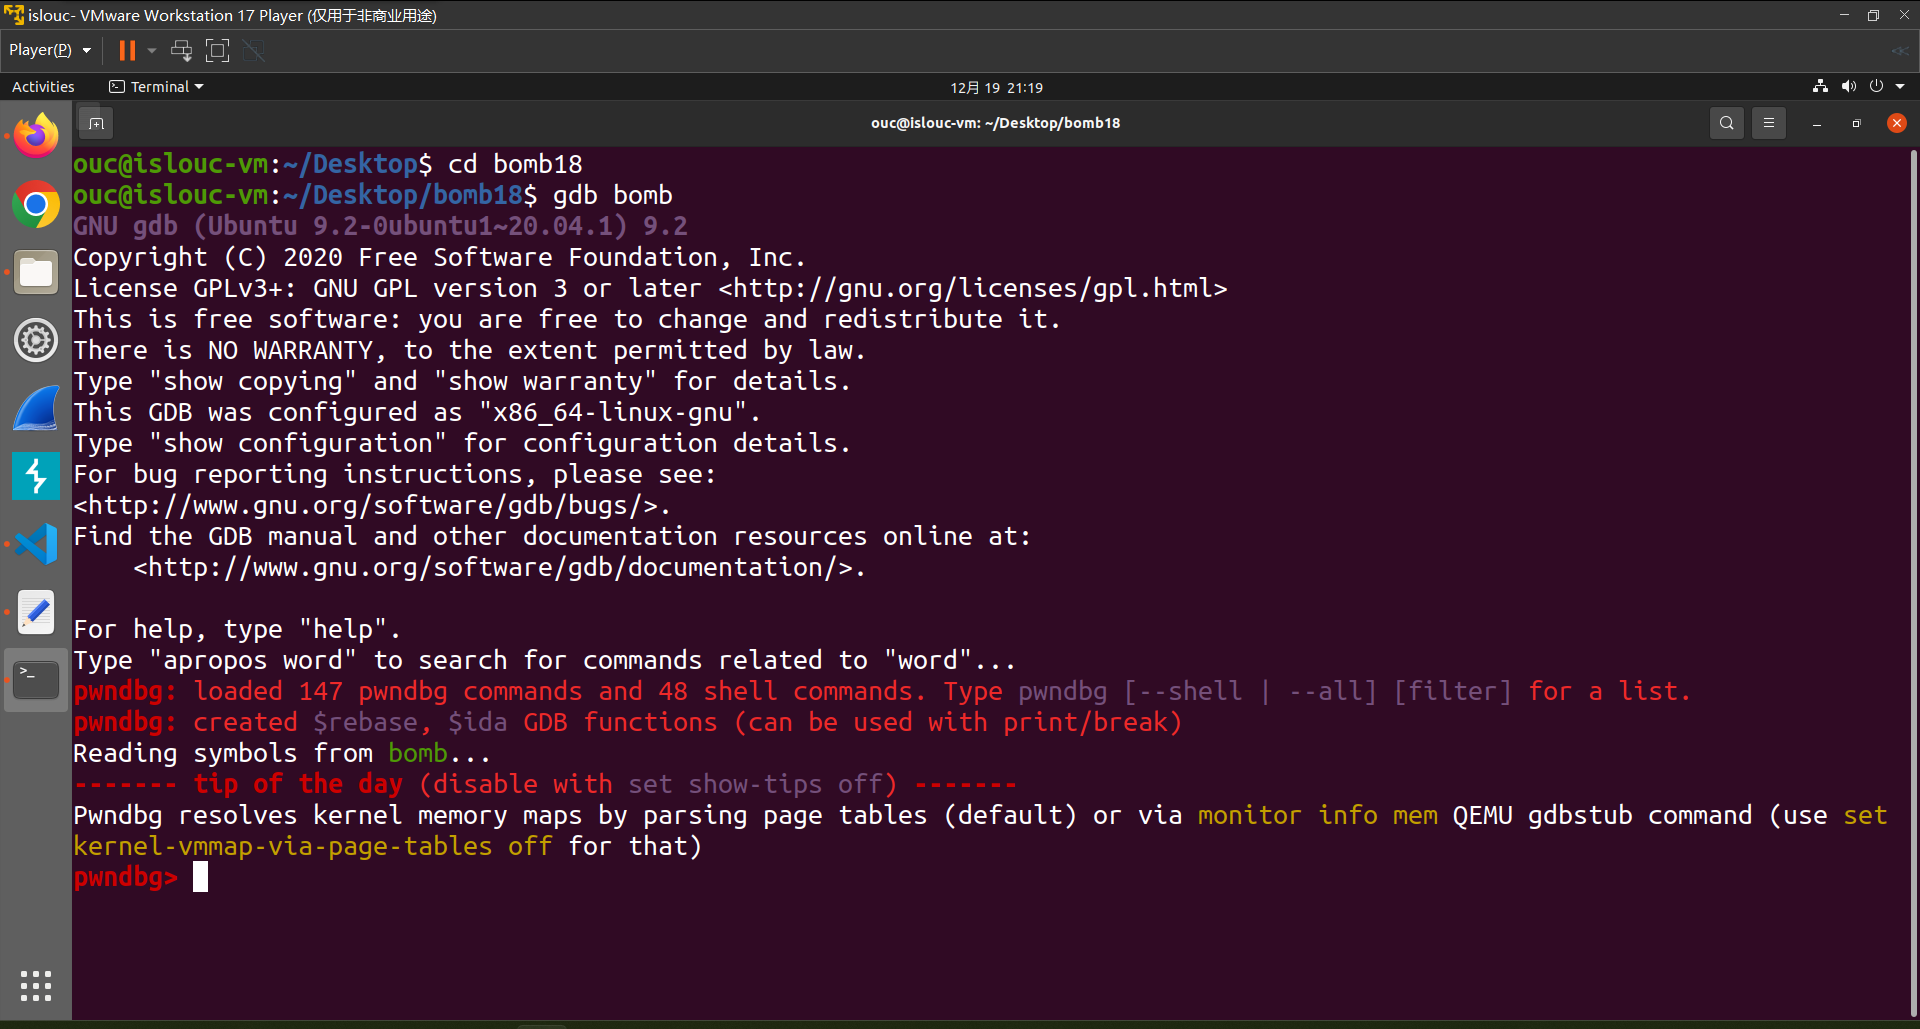 islouc- VMware Workstation 17 Player (仅用于非商业用途)
Player(P)
Activities
Terminal
12月 19 21:19
ouc@islouc-vm: ~/Desktop/bomb18
ouc@islouc-vm:~/Desktop$ cd bomb18
ouc@islouc-vm:~/Desktop/bomb18$ gdb bomb
GNU gdb (Ubuntu 9.2-0ubuntu1~20.04.1) 9.2
Copyright (C) 2020 Free Software Foundation, Inc.
License GPLv3+: GNU GPL version 3 or later <http://gnu.org/licenses/gpl.html>
This is free software: you are free to change and redistribute it.
There is NO WARRANTY, to the extent permitted by law.
Type "show copying" and "show warranty" for details.
This GDB was configured as "x86_64-linux-gnu".
Type "show configuration" for configuration details.
For bug reporting instructions, please see:
<http://www.gnu.org/software/gdb/bugs/>.
Find the GDB manual and other documentation resources online at:
    <http://www.gnu.org/software/gdb/documentation/>.
For help, type "help".
Type "apropos word" to search for commands related to "word"...
pwndbg: loaded 147 pwndbg commands and 48 shell commands. Type pwndbg [--shell | --all] [filter] for a list.
pwndbg: created $rebase, $ida GDB functions (can be used with print/break)
Reading symbols from bomb...
------- tip of the day (disable with set show-tips off) -------
Pwndbg resolves kernel memory maps by parsing page tables (default) or via monitor info mem QEMU gdbstub command (use set
kernel-vmmap-via-page-tables off for that)
pwndbg>